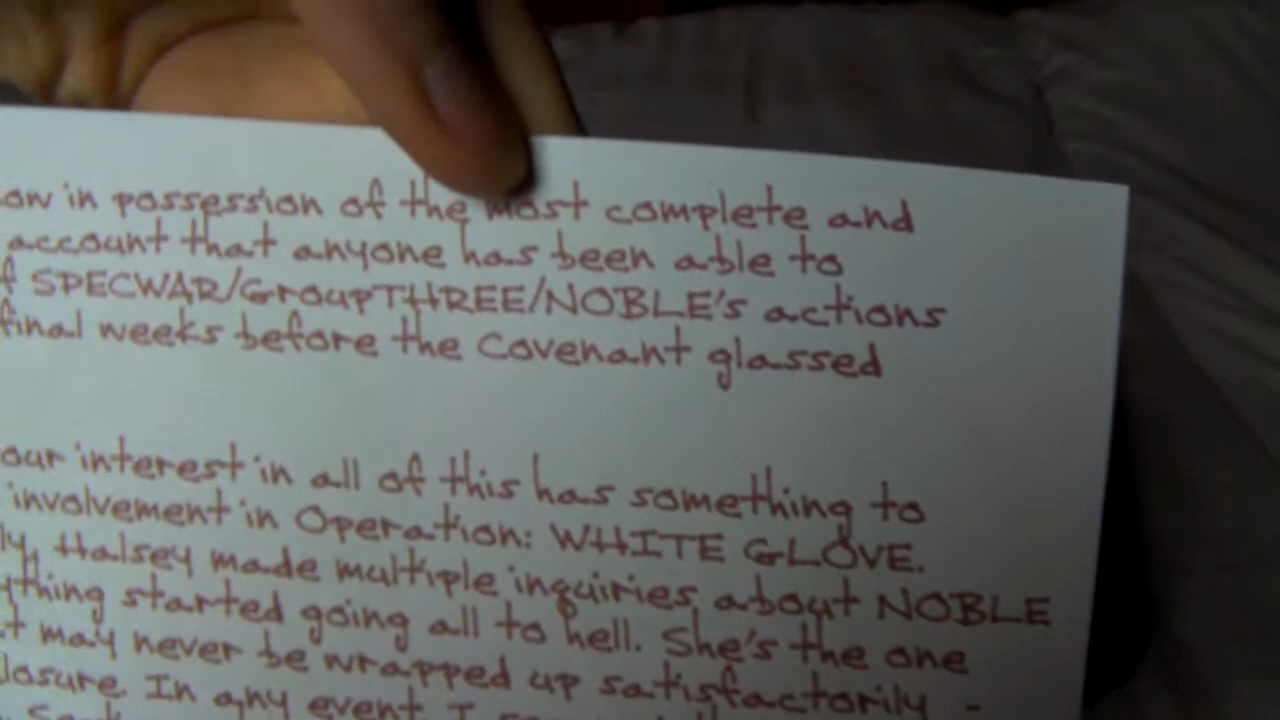 ow in possession of the most complete and
account that anyone has been able to
f SPECWAR/GroupTHREE/NOBLE's actions
final weeks before the Covenant glassed
our interest in all of this has something to
involvement in Operation: WHITE GLOVE.
ly, Halsey made multiple inquiries about NOBLE
ything started going all to hell. She's the one
t may never be wrapped up satisfactorily -
losure. In any event I